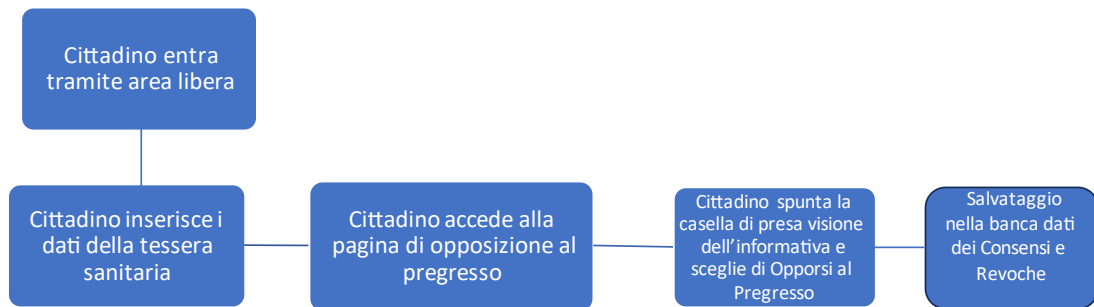 Cittadino entra
tramite area libera
Cittadino inserisce i
dati della tessera
sanitaria
Cittadino accede alla
pagina di opposizione al
pregresso
Cittadino spunta la
casella di presa visione
dell’informativa e
sceglie di Opporsi al
Pregresso
Salvataggio
nella banca dati
dei Consensi e
Revoche